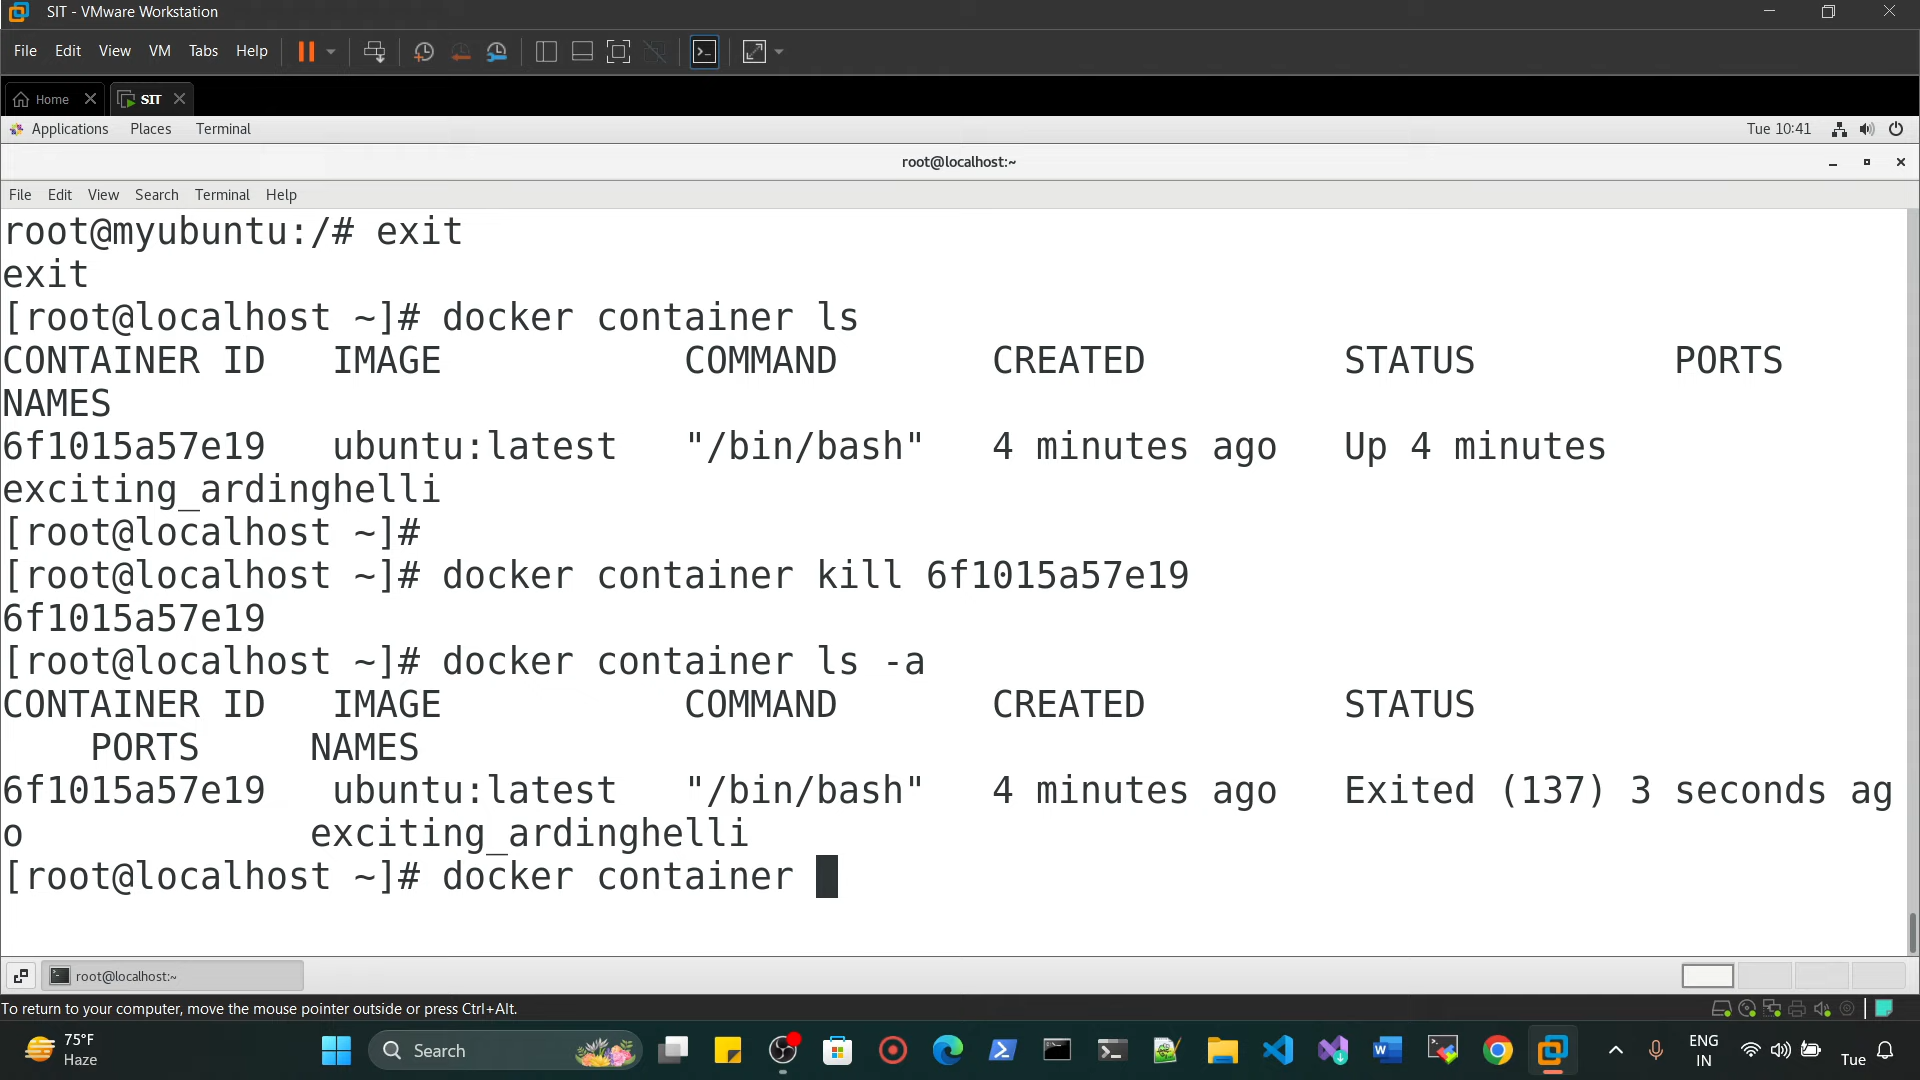 SIT - VMware Workstation
File Edit View VM Tabs Help
Home SIT
Applications Places Terminal Tue 10:41
root@localhost:~
File Edit View Search Terminal Help
root@myubuntu:/# exit
exit
[root@localhost ~]# docker container ls
CONTAINER ID IMAGE COMMAND CREATED STATUS PORTS
NAMES
6f1015a57e19 ubuntu:latest "/bin/bash" 4 minutes ago Up 4 minutes
exciting_ardinghelli
[root@localhost ~]#
[root@localhost ~]# docker container kill 6f1015a57e19
6f1015a57e19
[root@localhost ~]# docker container ls -a
CONTAINER ID IMAGE COMMAND CREATED STATUS
PORTS NAMES
6f1015a57e19 ubuntu:latest "/bin/bash" 4 minutes ago Exited (137) 3 seconds ag
o exciting_ardinghelli
[root@localhost ~]# docker container
root@localhost:~
To return to your computer, move the mouse pointer outside or press Ctrl+Alt.
75°F
Haze
Search
ENG
IN
Tue